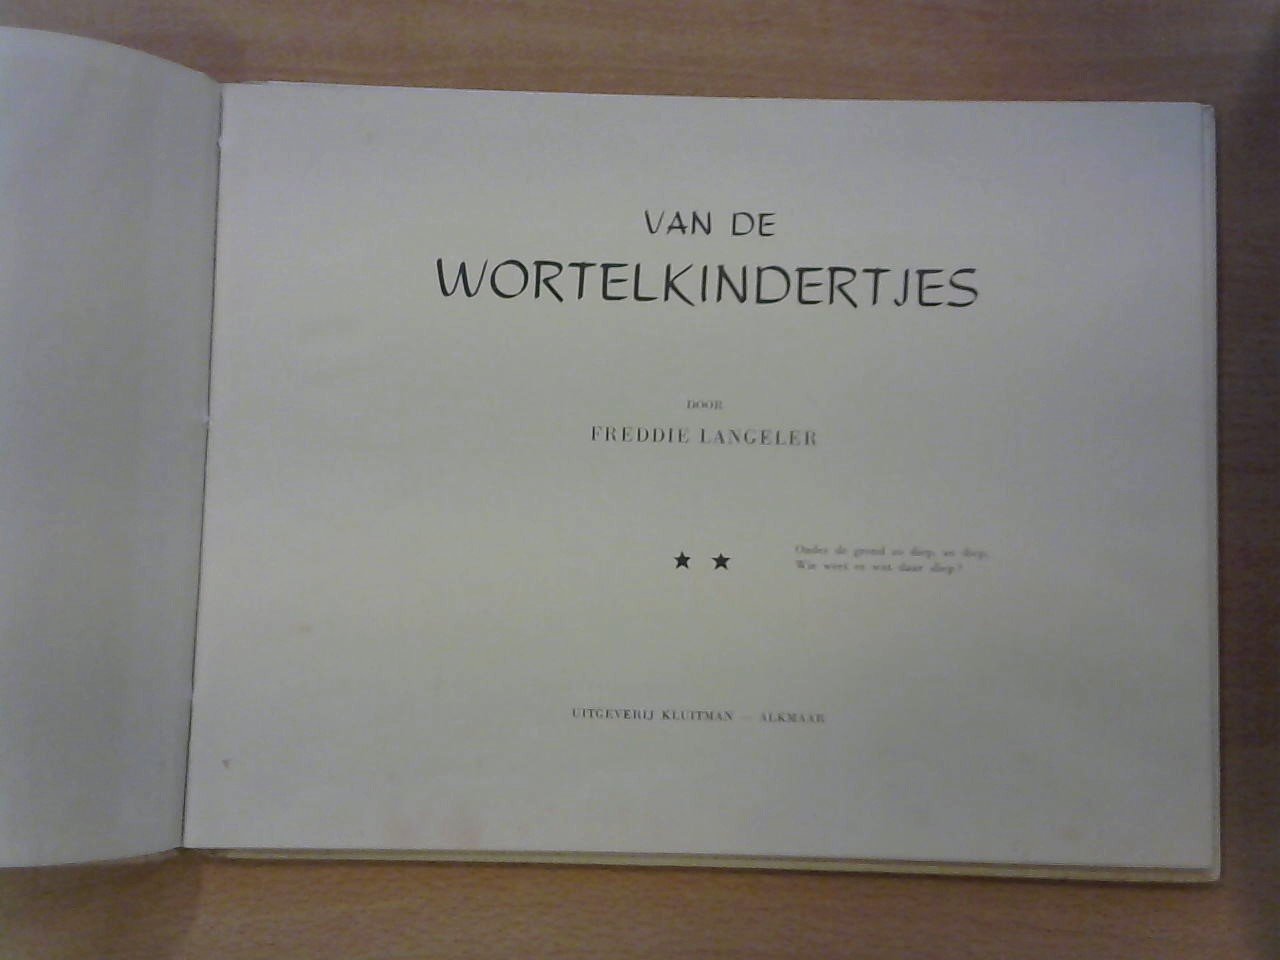 VAN DE
WORTELKINDERTJES
DOOR
FREDDIE LANGELER
★ ★
Onder de grond zo diep, zo diep,
Wie weet er wat daar sliep?
UITGEVERIJ KLUITMAN — ALKMAAR